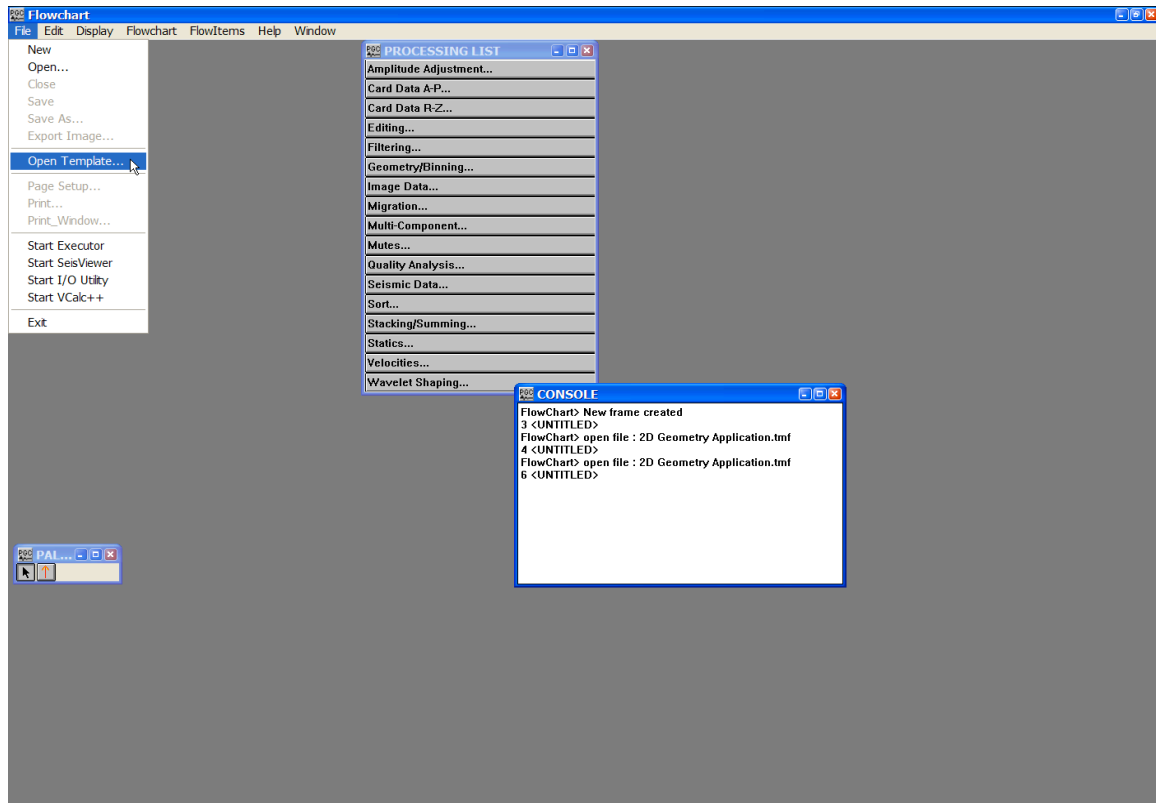 Flowchart
File Edit Display Flowchart FlowItems Help Window
New
Open...
Close
Save
Save As...
Export Image...
Open Template...
Page Setup...
Print...
Print_Window...
Start Executor
Start SeisViewer
Start I/O Utility
Start VCalc++
Exit
PROCESSING LIST
Amplitude Adjustment...
Card Data A-P...
Card Data R-Z...
Editing...
Filtering...
Geometry/Binning...
Image Data...
Migration...
Multi-Component...
Mutes...
Quality Analysis...
Seismic Data...
Sort...
Stacking/Summing...
Statics...
Velocities...
Wavelet Shaping...
CONSOLE
FlowChart> New frame created
3 <UNTITLED>
FlowChart> open file : 2D Geometry Application.tmf
4 <UNTITLED>
FlowChart> open file : 2D Geometry Application.tmf
6 <UNTITLED>
PAL...